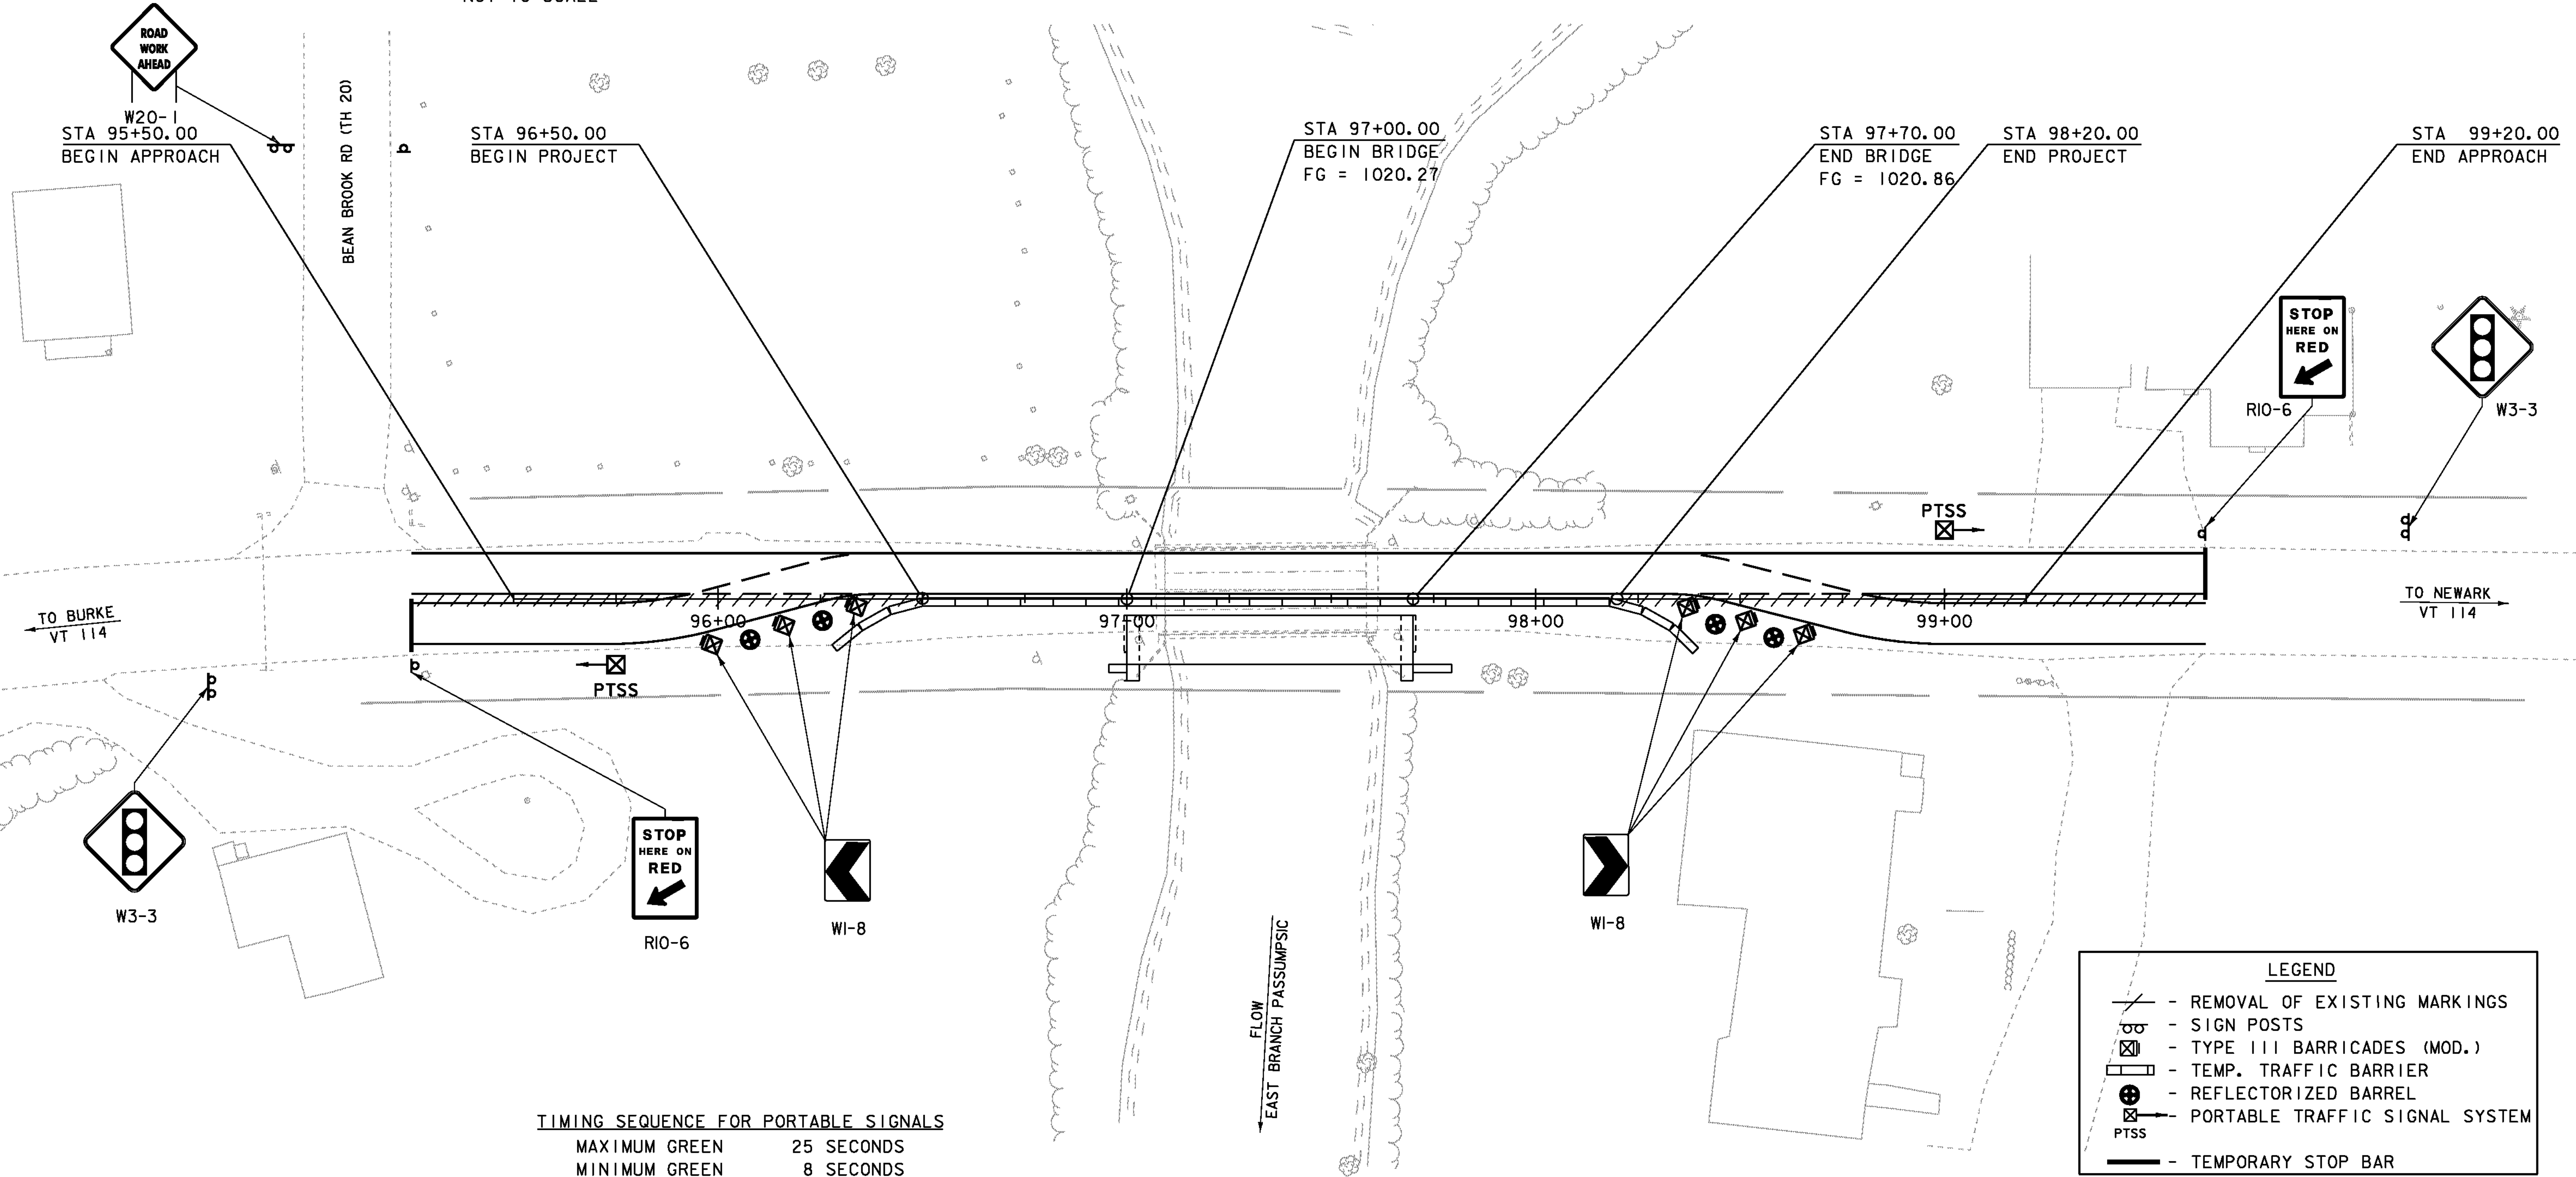 ROAD
WORK
AHEAD
W20-1
STA 95+50.00
BEGIN APPROACH
BEAN BROOK RD (TH 20)
STA 96+50.00
BEGIN PROJECT
STA 97+00.00
BEGIN BRIDGE
FG = 1020.27
STA 97+70.00
END BRIDGE
FG = 1020.86
STA 98+20.00
END PROJECT
STA 99+20.00
END APPROACH
STOP
HERE ON
RED
R10-6
W3-3
PTSS
TO BURKE
VT 114
96+00
97+00
98+00
99+00
TO NEWARK
VT 114
PTSS
W3-3
STOP
HERE ON
RED
R10-6
W1-8
W1-8
FLOW
EAST BRANCH PASSUMPSIC
TIMING SEQUENCE FOR PORTABLE SIGNALS
MAXIMUM GREEN 25 SECONDS
MINIMUM GREEN 8 SECONDS
LEGEND
- REMOVAL OF EXISTING MARKINGS
- SIGN POSTS
- TYPE III BARRICADES (MOD.)
- TEMP. TRAFFIC BARRIER
- REFLECTORIZED BARREL
- PORTABLE TRAFFIC SIGNAL SYSTEM
PTSS
- TEMPORARY STOP BAR